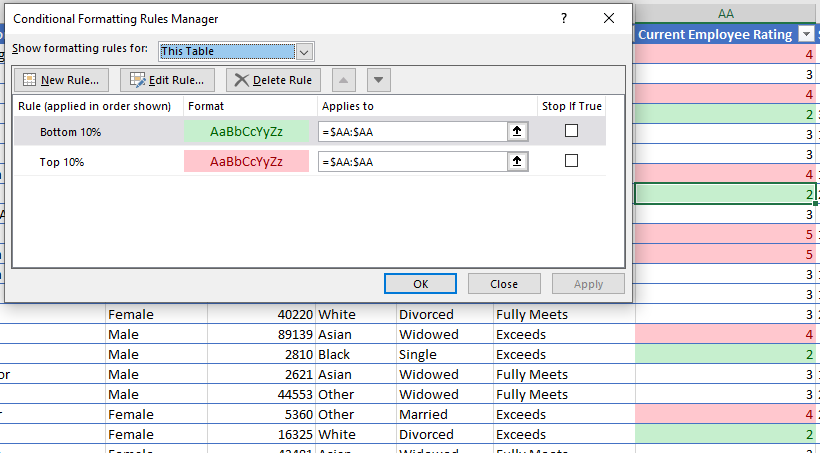 Conditional Formatting Rules Manager ? ×
AA
Show formatting rules for: This Table
Current Employee Rating
New Rule... Edit Rule... Delete Rule
Rule (applied in order shown) Format Applies to Stop If True
Bottom 10% AaBbCcYyZz =$AA:$AA
Top 10% AaBbCcYyZz =$AA:$AA
OK Close Apply
4
3
4
2
3
3
4
2
3
5
5
3
3
Female 40220 White Divorced Fully Meets 3
Male 89139 Asian Widowed Exceeds 4
Male 2810 Black Single Exceeds 2
Male 2621 Asian Widowed Fully Meets 3
Male 44553 Other Widowed Fully Meets 3
Female 5360 Other Married Exceeds 4
Female 16325 White Divorced Exceeds 2